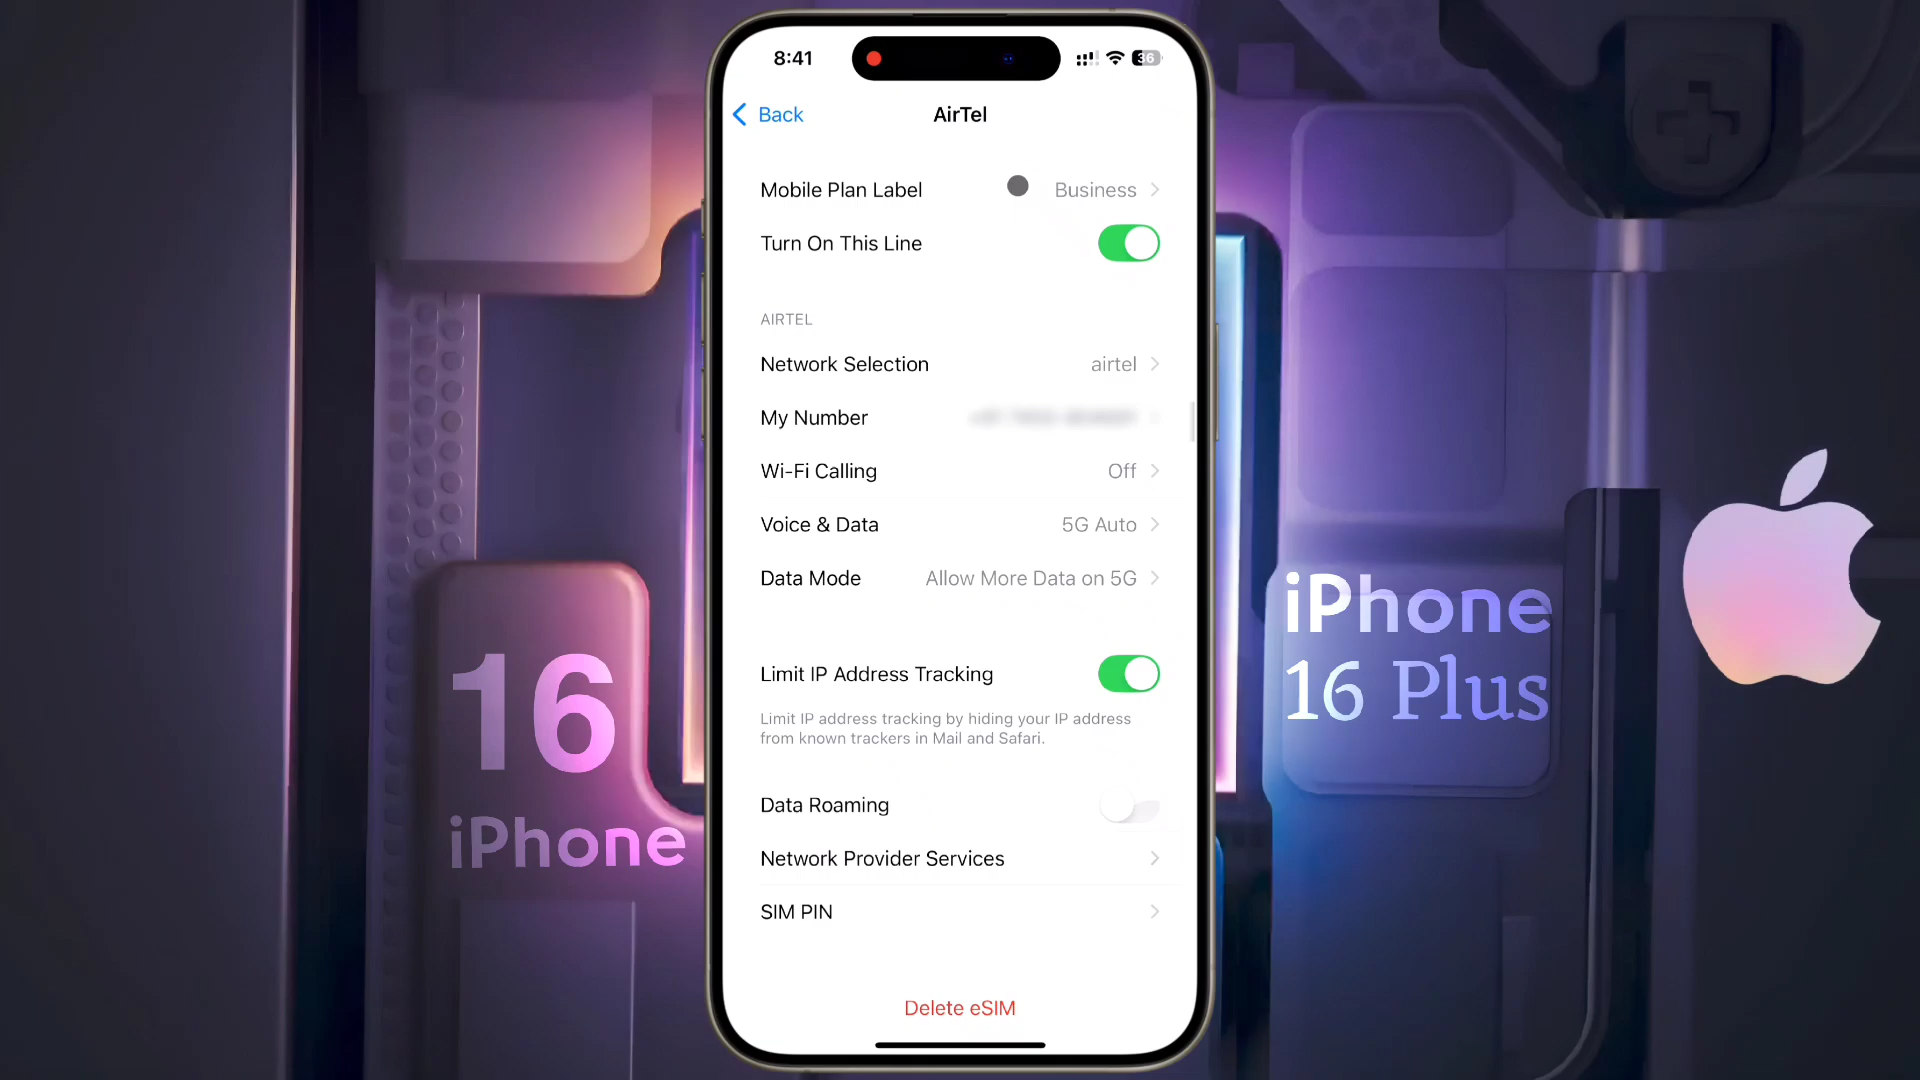 8:41
36
Back
AirTel
Mobile Plan Label
Business
Turn On This Line
AIRTEL
Network Selection
airtel
My Number
Wi-Fi Calling
Off
Voice & Data
5G Auto
Data Mode
Allow More Data on 5G
Limit IP Address Tracking
Limit IP address tracking by hiding your IP address
from known trackers in Mail and Safari.
Data Roaming
Network Provider Services
SIM PIN
Delete eSIM
16
iPhone
iPhone
16 Plus